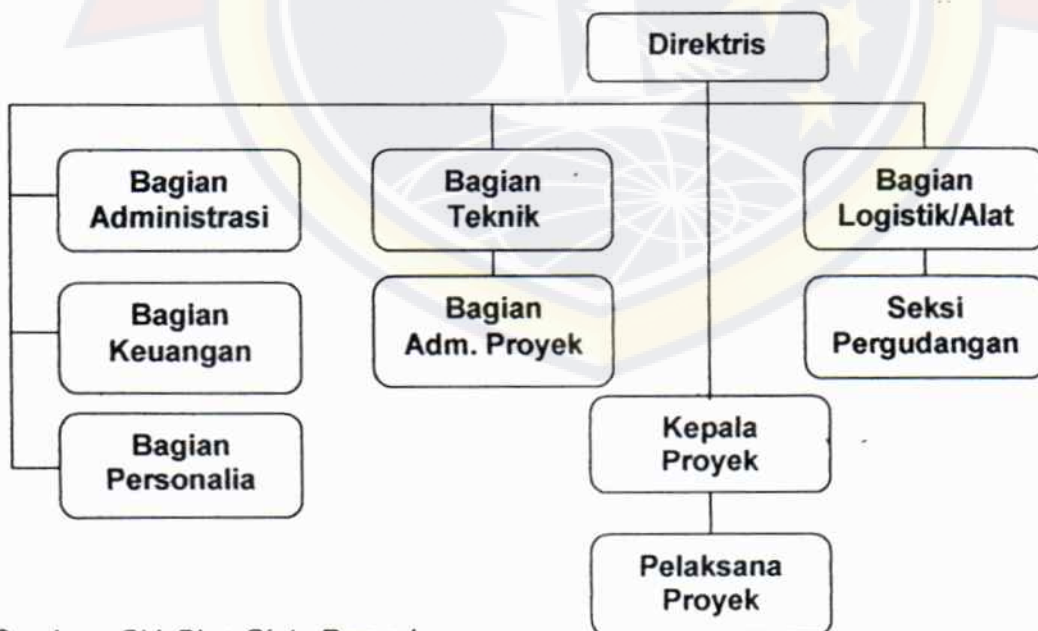 Direktris
Bagian
Administrasi
Bagian
Teknik
Bagian
Logistik/Alat
Bagian
Keuangan
Bagian
Adm. Proyek
Seksi
Pergudangan
Bagian
Personalia
Kepala
Proyek
Pelaksana
Proyek